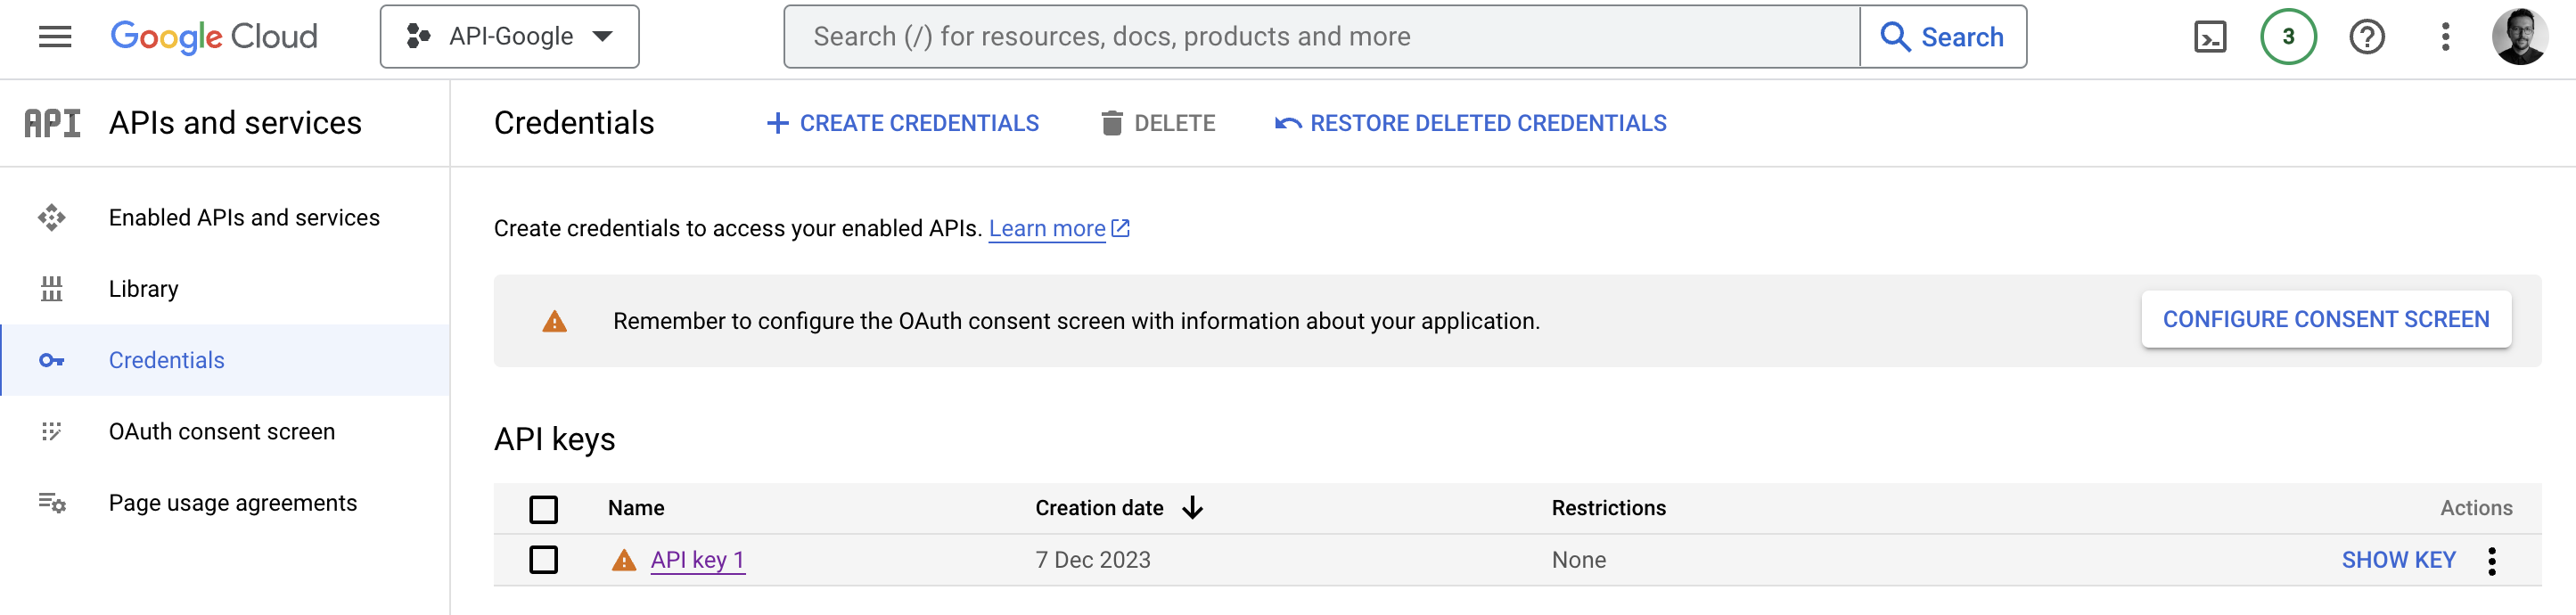 Google Cloud
API-Google
Search (/) for resources, docs, products and more
Search
3
API
APIs and services
Credentials
CREATE CREDENTIALS
DELETE
RESTORE DELETED CREDENTIALS
Enabled APIs and services
Library
Credentials
OAuth consent screen
Page usage agreements
Create credentials to access your enabled APIs. Learn more
Remember to configure the OAuth consent screen with information about your application.
CONFIGURE CONSENT SCREEN
API keys
Name Creation date Restrictions Actions
API key 1 7 Dec 2023 None SHOW KEY